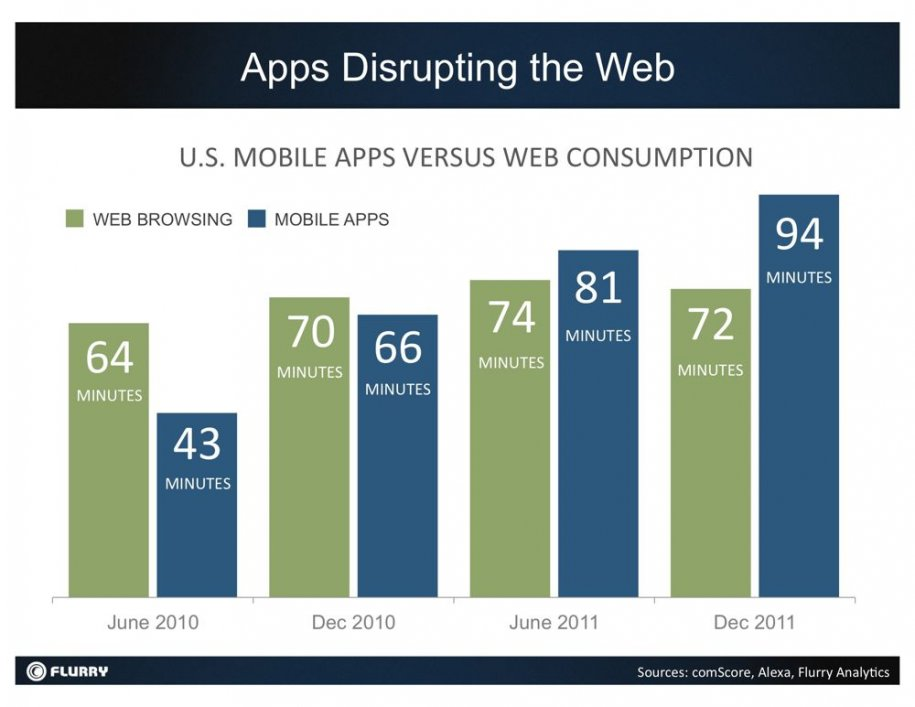 Apps Disrupting the Web
U.S. MOBILE APPS VERSUS WEB CONSUMPTION
WEB BROWSING MOBILE APPS
64
MINUTES
43
MINUTES
70
MINUTES
66
MINUTES
74
MINUTES
81
MINUTES
72
MINUTES
94
MINUTES
June 2010 Dec 2010 June 2011 Dec 2011
FLURRY
Sources: comScore, Alexa, Flurry Analytics